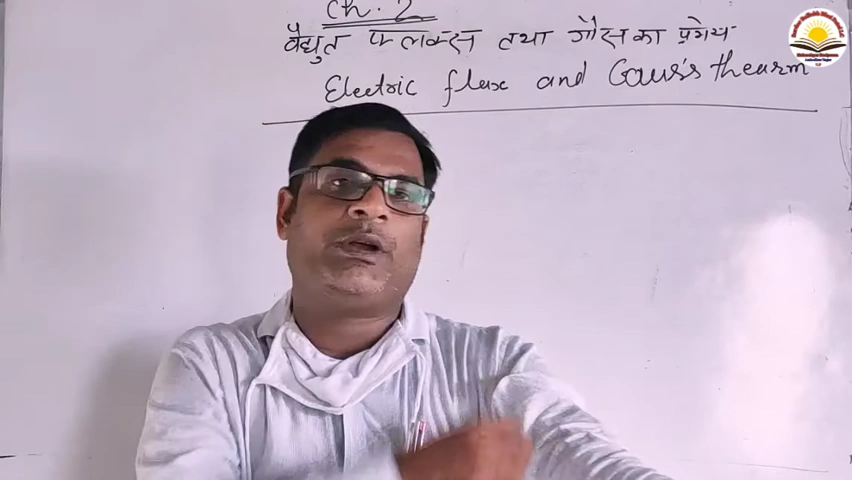 Ch. 2
वैद्युत फ्लक्स तथा गौस का प्रमेय
Electric flux and Gauss's thearm